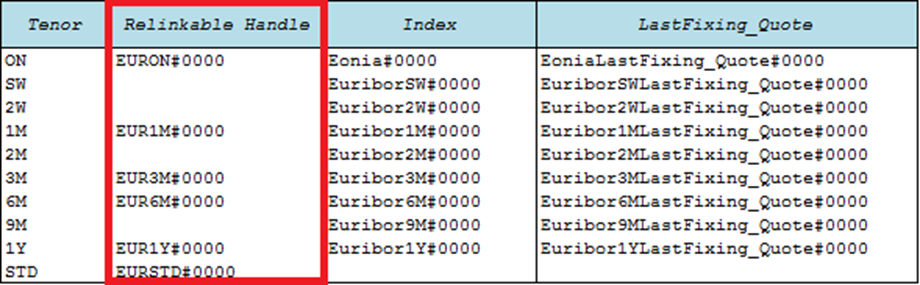 Tenor Relinkable Handle Index LastFixing_Quote
ON EURON#0000 Eonia#0000 EoniaLastFixing_Quote#0000
SW EuriborSW#0000 EuriborSWLastFixing_Quote#0000
2W Euribor2W#0000 Euribor2WLastFixing_Quote#0000
1M EUR1M#0000 Euribor1M#0000 Euribor1MLastFixing_Quote#0000
2M Euribor2M#0000 Euribor2MLastFixing_Quote#0000
3M EUR3M#0000 Euribor3M#0000 Euribor3MLastFixing_Quote#0000
6M EUR6M#0000 Euribor6M#0000 Euribor6MLastFixing_Quote#0000
9M Euribor9M#0000 Euribor9MLastFixing_Quote#0000
1Y EUR1Y#0000 Euribor1Y#0000 Euribor1YLastFixing_Quote#0000
STD EURSTD#0000